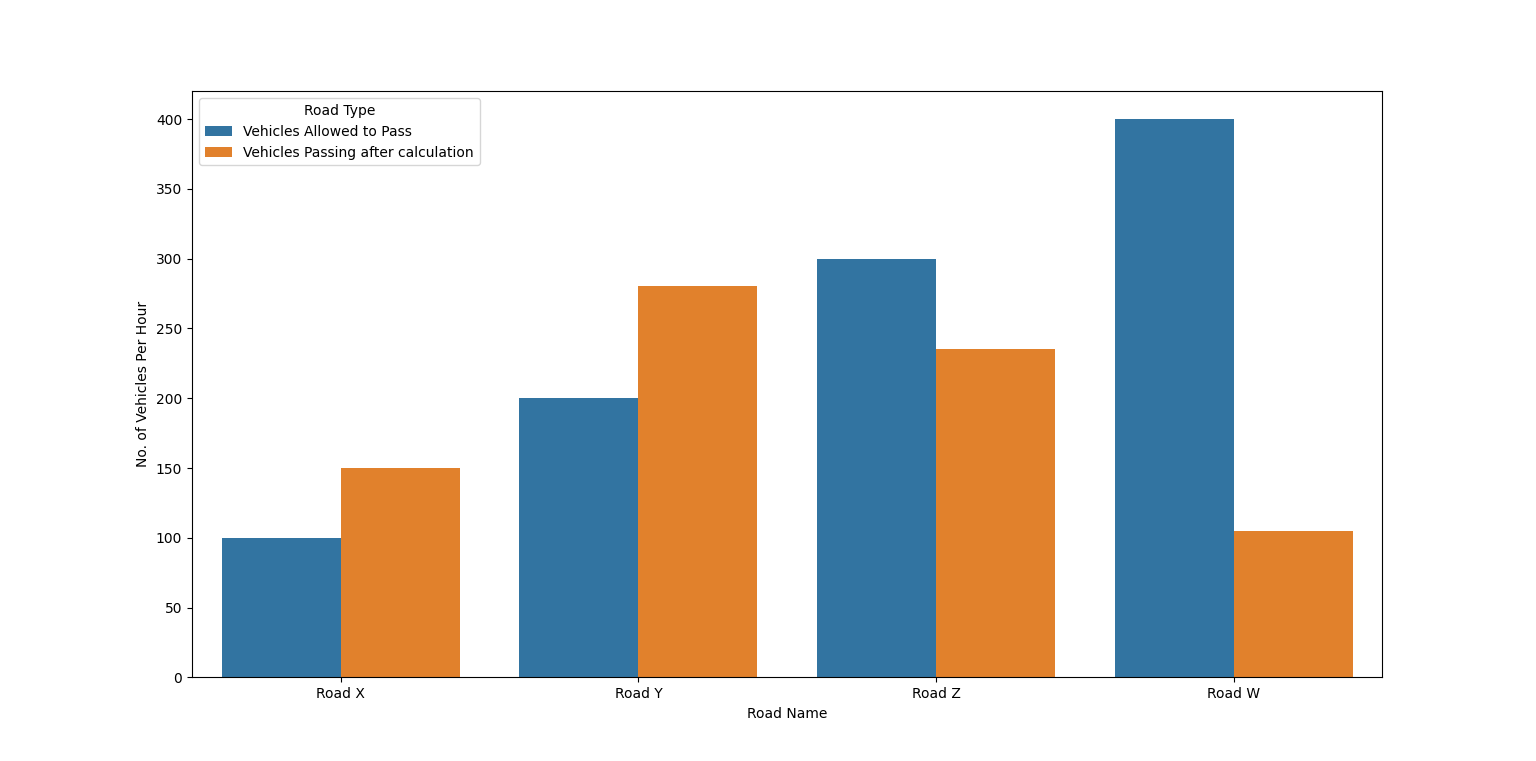 Road Type
Vehicles Allowed to Pass
Vehicles Passing after calculation
No. of Vehicles Per Hour
400
350
300
250
200
150
100
50
0
Road X
Road Y
Road Z
Road W
Road Name